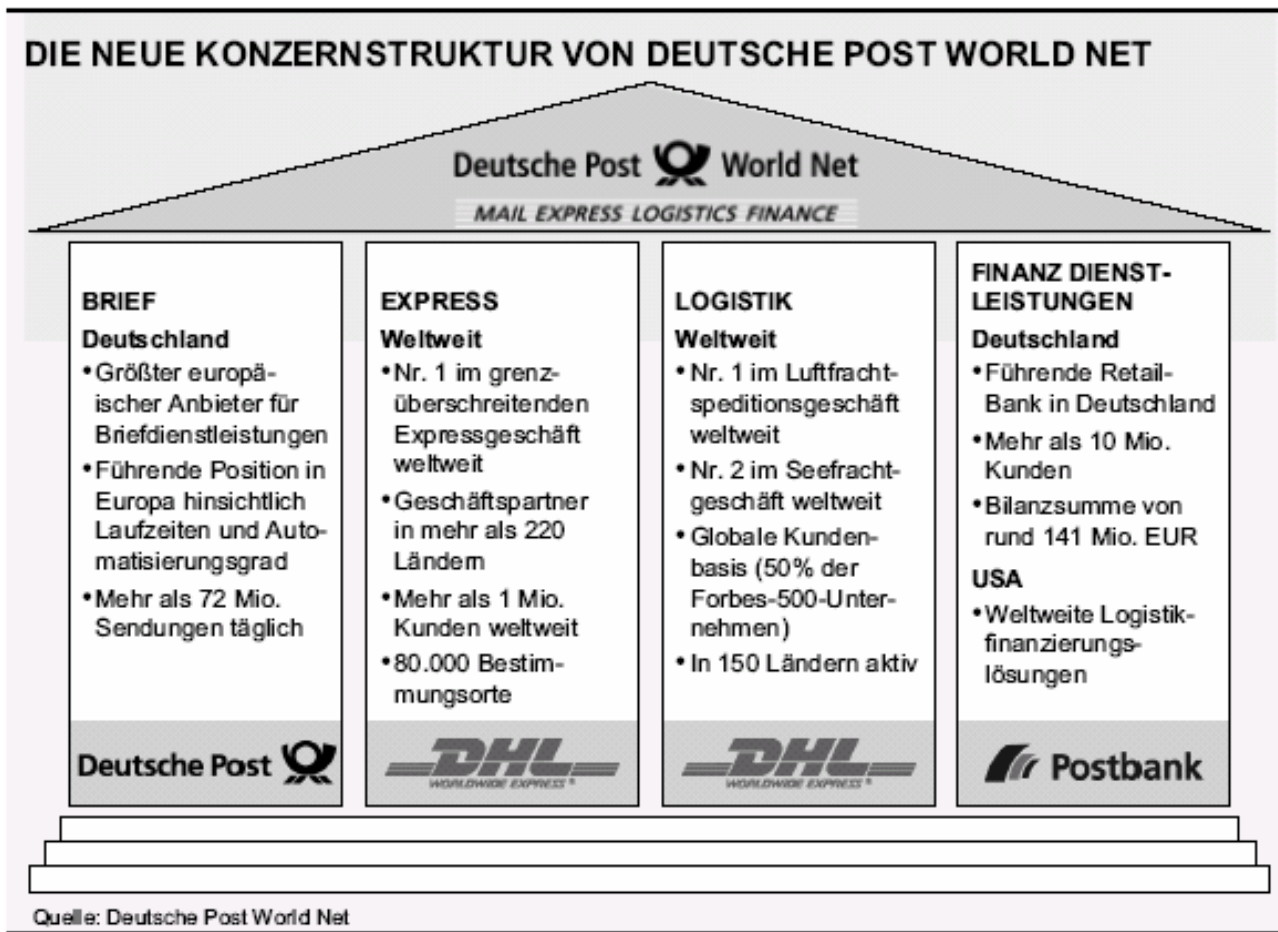 DIE NEUE KONZERNSTRUKTUR VON DEUTSCHE POST WORLD NET
Deutsche Post World Net
MAIL EXPRESS LOGISTICS FINANCE
BRIEF
Deutschland
•Größter europä-
ischer Anbieter für
Briefdienstleistungen
•Führende Position in
Europa hinsichtlich
Laufzeiten und Auto-
matisierungsgrad
•Mehr als 72 Mio.
Sendungen täglich
Deutsche Post
EXPRESS
Weltweit
•Nr. 1 im grenz-
überschreitenden
Expressgeschäft
weltweit
•Geschäftspartner
in mehr als 220
Ländern
•Mehr als 1 Mio.
Kunden weltweit
•80.000 Bestim-
mungsorte
DHL
WORLDWIDE EXPRESS®
LOGISTIK
Weltweit
•Nr. 1 im Luftfracht-
speditionsgeschäft
weltweit
•Nr. 2 im Seefracht-
geschäft weltweit
•Globale Kunden-
basis (50% der
Forbes-500-Unter-
nehmen)
•In 150 Ländern aktiv
DHL
WORLDWIDE EXPRESS®
FINANZ DIENST-
LEISTUNGEN
Deutschland
•Führende Retail-
Bank in Deutschland
•Mehr als 10 Mio.
Kunden
•Bilanzsumme von
rund 141 Mio. EUR
USA
•Weltweite Logistik-
finanzierungs-
lösungen
Postbank
Quelle: Deutsche Post World Net